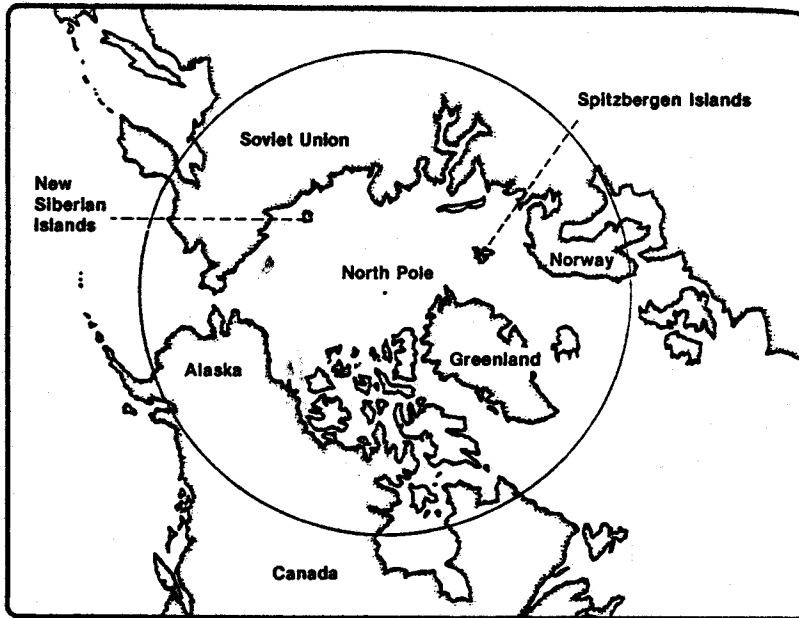 Spitzbergen Islands
Soviet Union
New
Siberian
Islands
North Pole
Norway
Greenland
Alaska
Canada